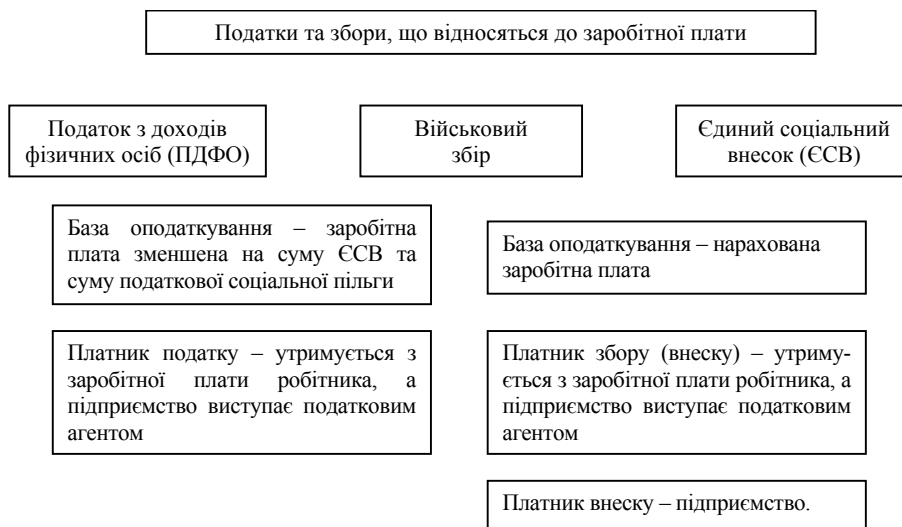 Податки та збори, що відносяться до заробітної плати
Податок з доходів
фізичних осіб (ПДФО)
Військовий
збір
Єдиний соціальний
внесок (ЄСВ)
База оподаткування – заробітна
плата зменшена на суму ЄСВ та
суму податкової соціальної пільги
База оподаткування – нарахована
заробітна плата
Платник податку – утримується з
заробітної плати робітника, а
підприємство виступає податковим
агентом
Платник збору (внеску) – утриму-
ється з заробітної плати робітника, а
підприємство виступає податковим
агентом
Платник внеску – підприємство.